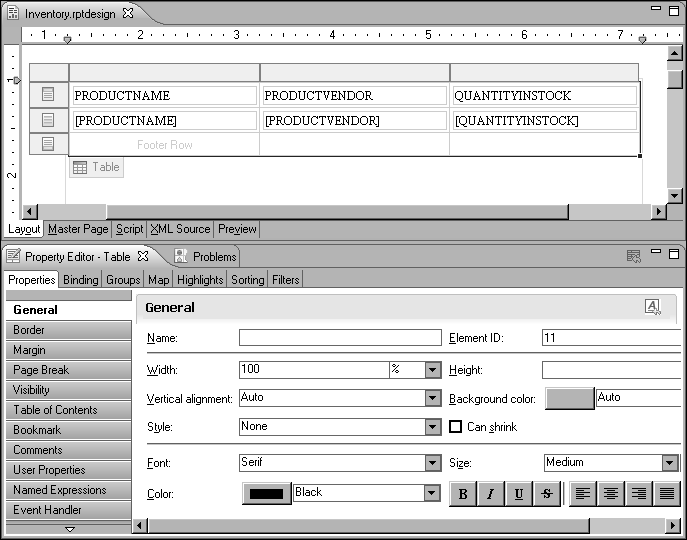 Inventory.rptdesign
1 2 3 4 5 6 7
1
PRODUCTNAME PRODUCTVENDOR QUANTITYINSTOCK
[PRODUCTNAME] [PRODUCTVENDOR] [QUANTITYINSTOCK]
Footer Row
Table
2
Layout Master Page Script XML Source Preview
Property Editor - Table Problems
Properties Binding Groups Map Highlights Sorting Filters
General
Border
Margin
Page Break
Visibility
Table of Contents
Bookmark
Comments
User Properties
Named Expressions
Event Handler
General
Name: Element ID: 11
Width: 100 % Height:
Vertical alignment: Auto Background color: Auto
Style: None Can shrink
Font: Serif Size: Medium
Color: Black B I U S